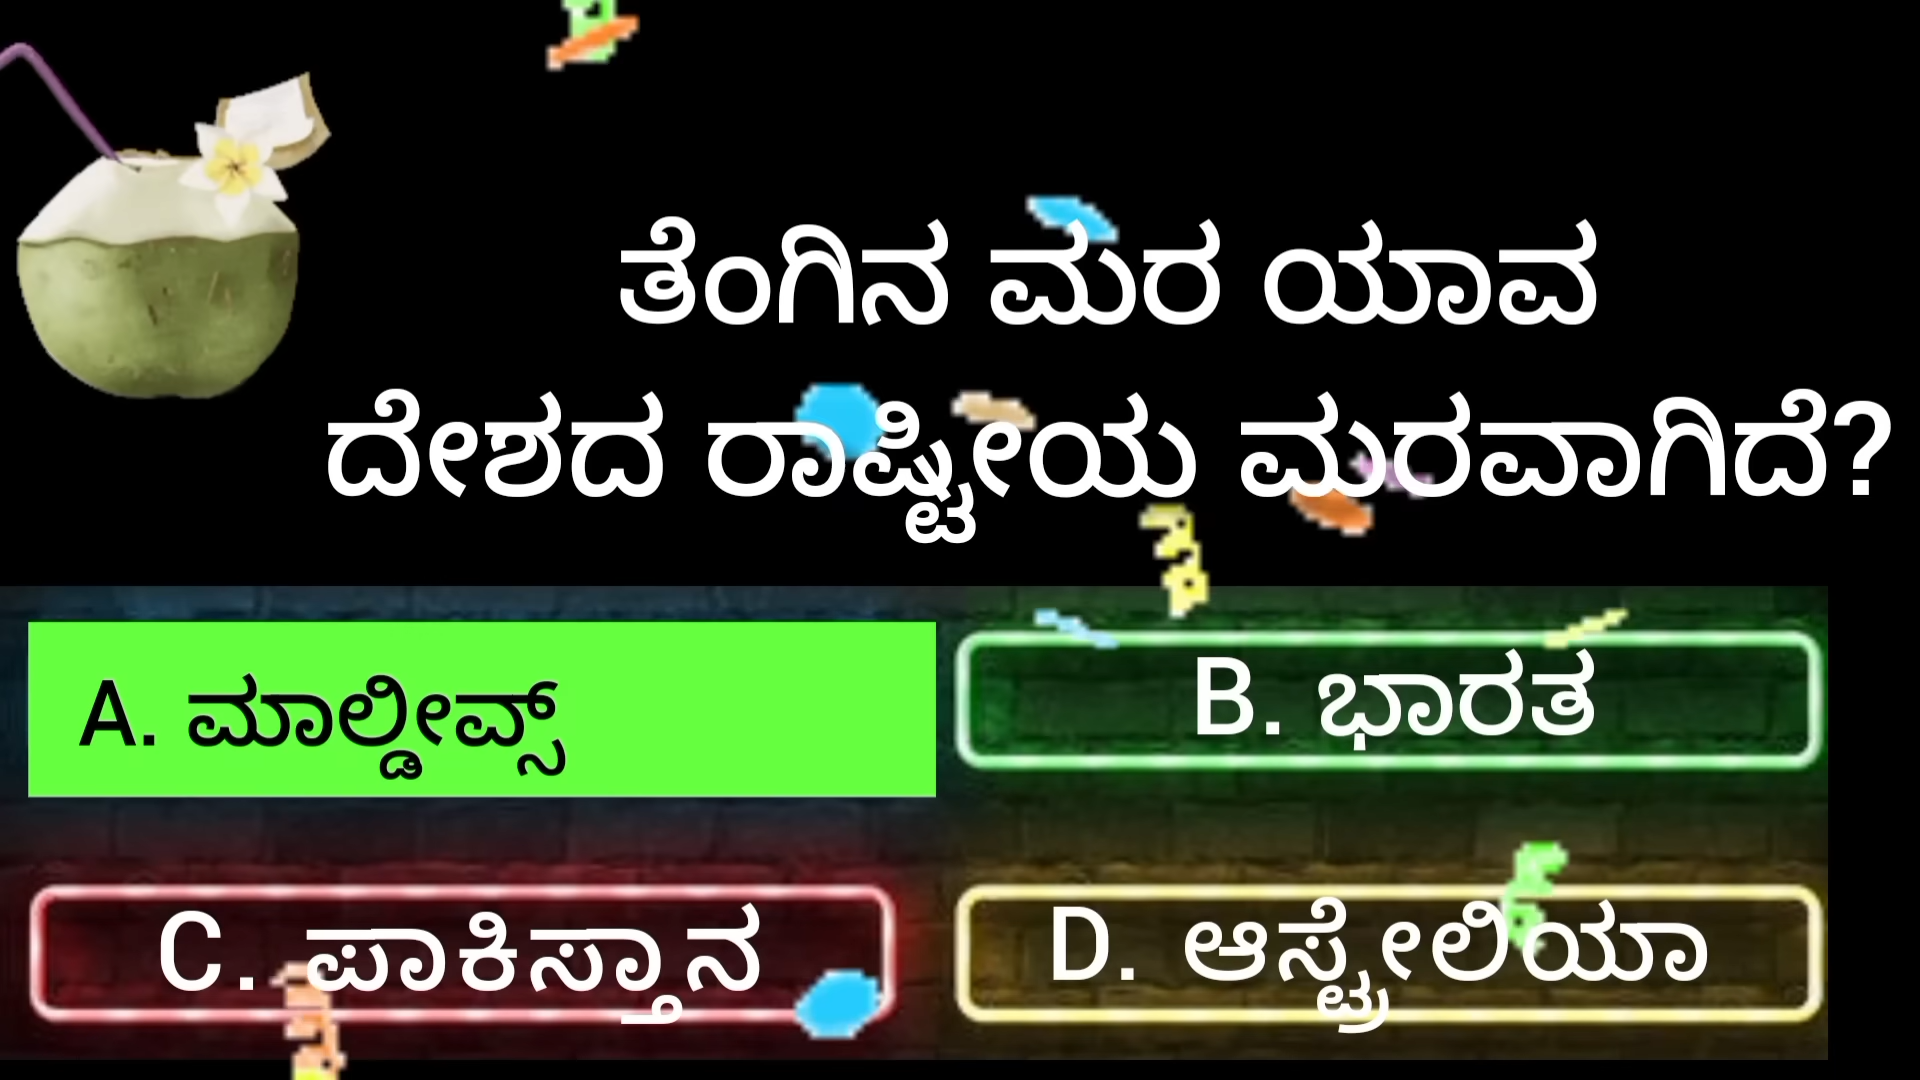 ತೆಂಗಿನ ಮರ ಯಾವ
ದೇಶದ ರಾಷ್ಟೀಯ ಮರವಾಗಿದೆ?
A. ಮಾಲ್ಡೀವ್ಸ್
B. ಭಾರತ
C. ಪಾಕಿಸ್ತಾನ
D. ಆಸ್ಟ್ರೇಲಿಯಾ